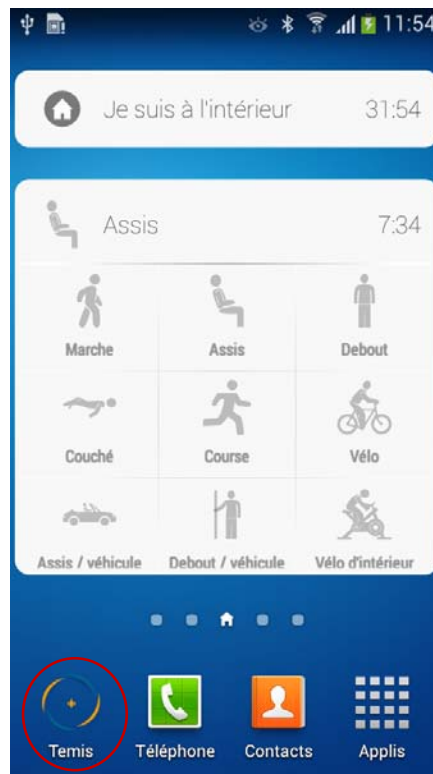 11:54
Je suis à l'intérieur 31:54
Assis 7:34
Marche Assis Debout
Couché Course Vélo
Assis / véhicule Debout / véhicule Vélo d'intérieur
Temis Téléphone Contacts Applis